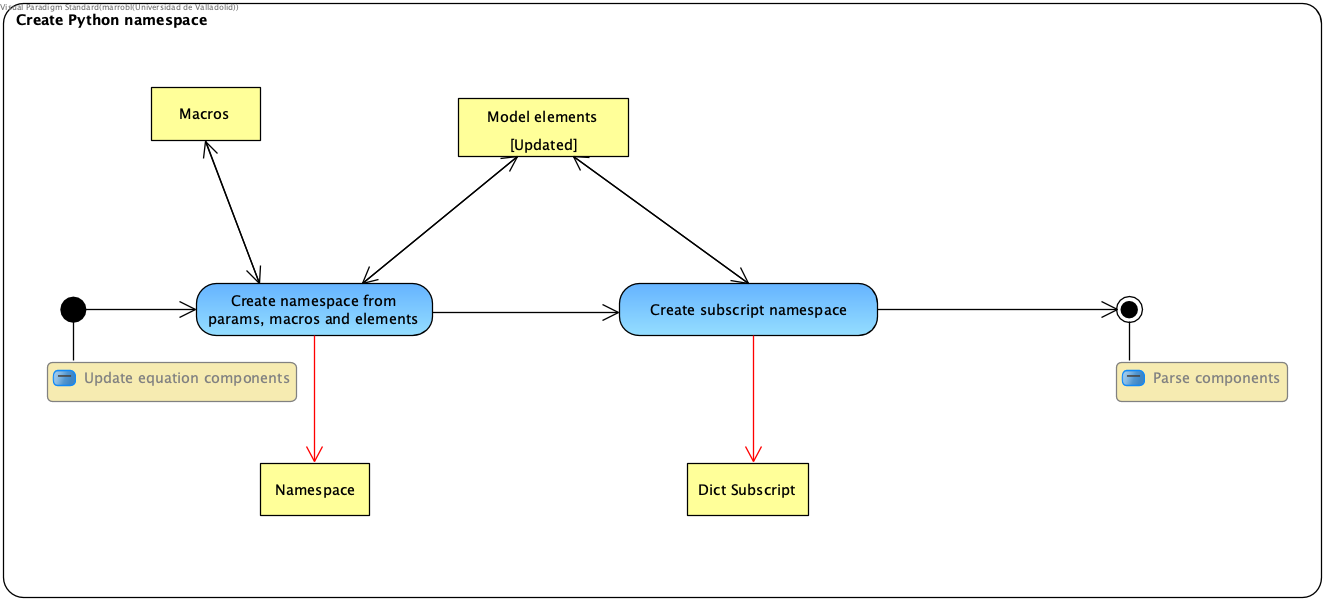 Visual Paradigm Standard(marrobl(Universidad de Valladolid))
Create Python namespace
Macros
Model elements
[Updated]
Create namespace from
params, macros and elements
Create subscript namespace
Update equation components
Parse components
Namespace
Dict Subscript